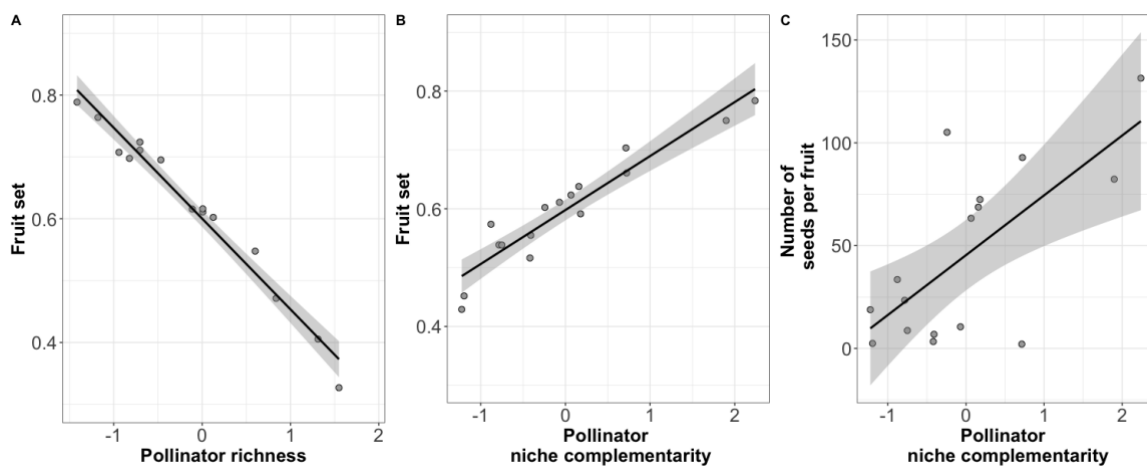 A
Fruit set
0.8
0.6
0.4
-1
0
1
2
Pollinator richness
B
Fruit set
0.8
0.6
0.4
-1
0
1
2
Pollinator
niche complementarity
C
Number of
seeds per fruit
150
100
50
0
-1
0
1
2
Pollinator
niche complementarity